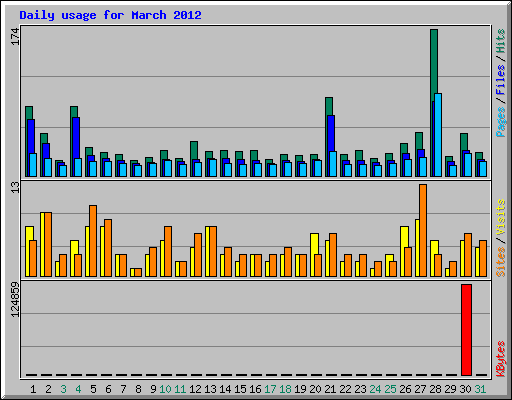 Daily usage for March 2012
174
Pages / Files / Hits
13
Sites / Visits
124859
KBytes
1 2 3 4 5 6 7 8 9 10 11 12 13 14 15 16 17 18 19 20 21 22 23 24 25 26 27 28 29 30 31